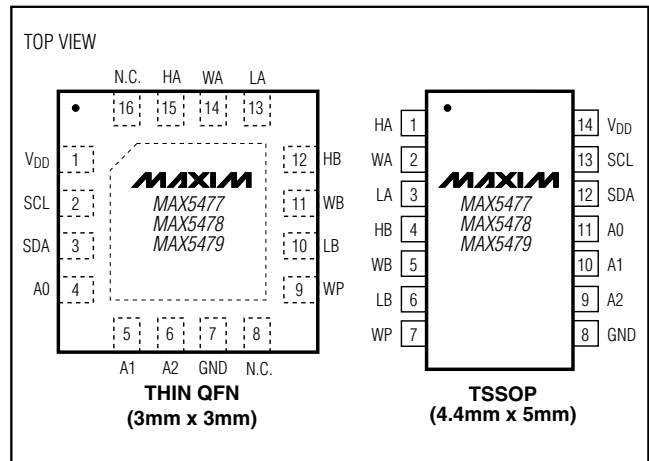 TOP VIEW
N.C. HA WA LA
16 15 14 13
VDD 1
SCL 2
SDA 3
A0 4
MAXIM
MAX5477
MAX5478
MAX5479
12 HB
11 WB
10 LB
9 WP
5 6 7 8
A1 A2 GND N.C.
THIN QFN
(3mm x 3mm)
HA 1
WA 2
LA 3
HB 4
WB 5
LB 6
WP 7
MAXIM
MAX5477
MAX5478
MAX5479
14 VDD
13 SCL
12 SDA
11 A0
10 A1
9 A2
8 GND
TSSOP
(4.4mm x 5mm)